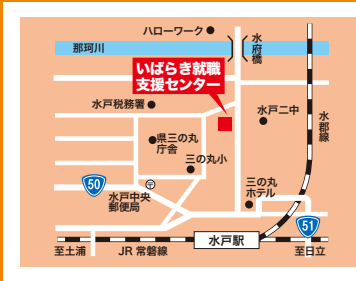 ハローワーク
那珂川
水府橋
いばらき就職
支援センター
水戸税務署
水戸二中
水郡線
県三の丸
庁舎
三の丸小
50
〒
水戸中央
郵便局
三の丸
ホテル
51
水戸駅
至土浦
JR 常磐線
至日立